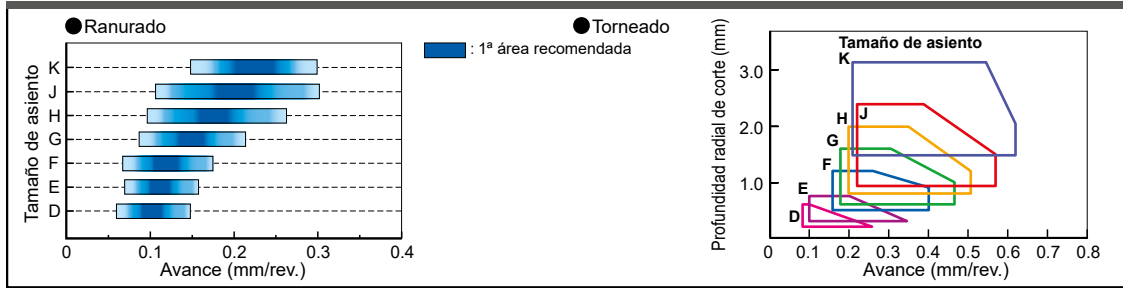 Ranurado
Tamaño de asiento
K
J
H
G
F
E
D
0
0.1
0.2
0.3
0.4
Avance (mm/rev.)
: 1ª área recomendada
Torneado
Profundidad radial de corte (mm)
Tamaño de asiento
3.0
2.0
1.0
K
J
H
G
F
E
D
0
0.1
0.2
0.3
0.4
0.5
0.6
0.7
0.8
Avance (mm/rev.)